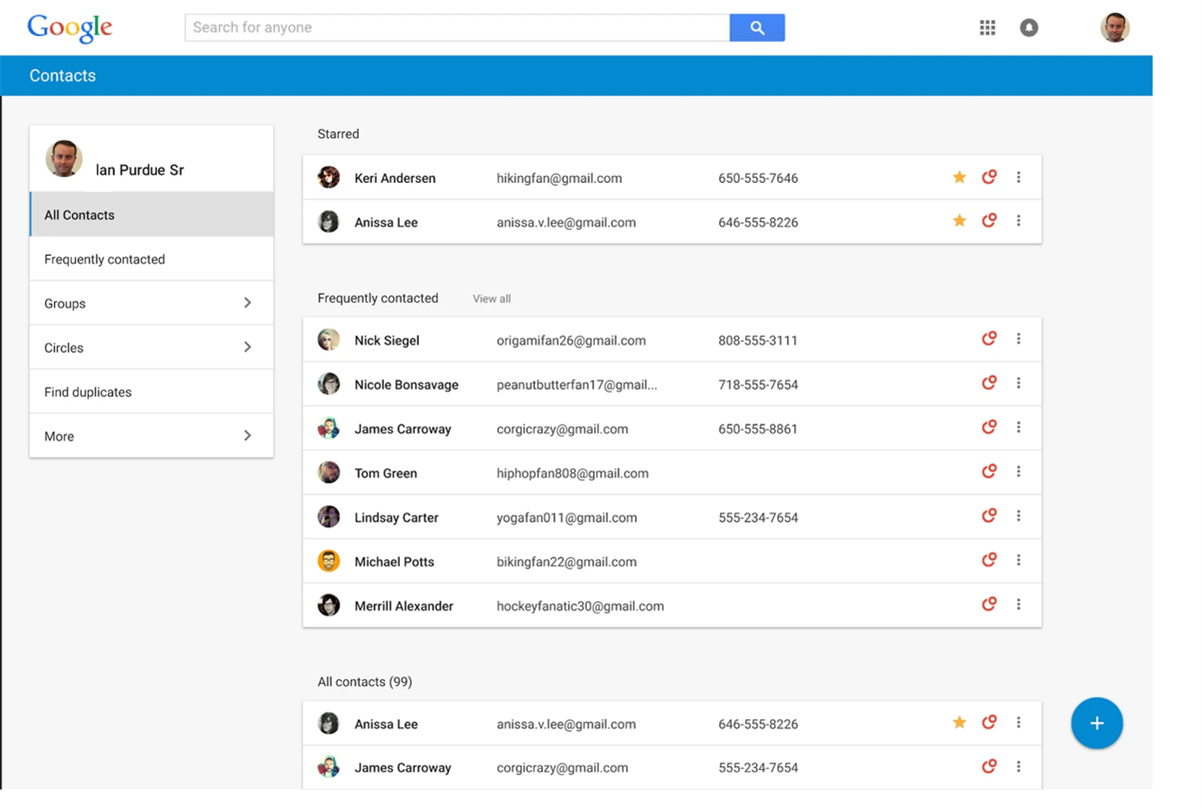 Google Search for anyone
Contacts
Ian Purdue Sr
All Contacts
Frequently contacted
Groups
Circles
Find duplicates
More
Starred
Keri Andersen hikingfan@gmail.com 650-555-7646
Anissa Lee anissa.v.lee@gmail.com 646-555-8226
Frequently contacted View all
Nick Siegel origamifan26@gmail.com 808-555-3111
Nicole Bonsavage peanutbutterfan17@gmail... 718-555-7654
James Carroway corgicrazy@gmail.com 650-555-8861
Tom Green hiphopfan808@gmail.com
Lindsay Carter yogafan011@gmail.com 555-234-7654
Michael Potts bikingfan22@gmail.com
Merrill Alexander hockeyfanatic30@gmail.com
All contacts (99)
Anissa Lee anissa.v.lee@gmail.com 646-555-8226
James Carroway corgicrazy@gmail.com 555-234-7654